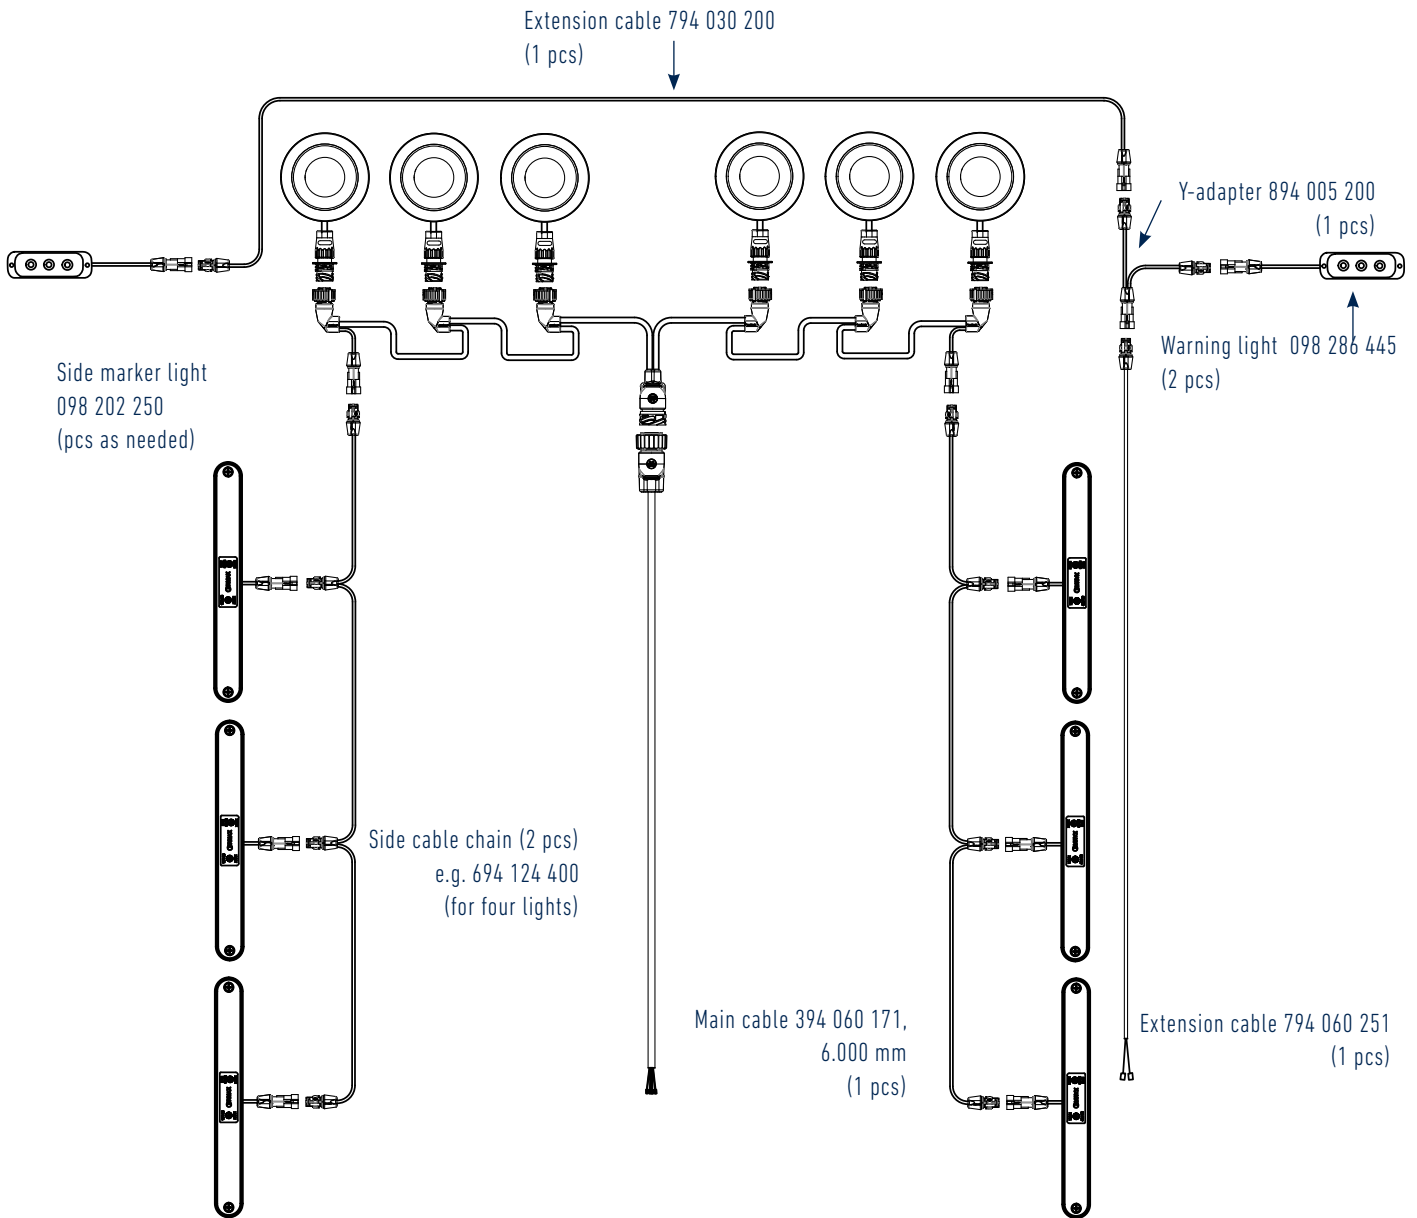 Extension cable 794 030 200
(1 pcs)
Y-adapter 894 005 200
(1 pcs)
Warning light 098 286 445
(2 pcs)
Side marker light
098 202 250
(pcs as needed)
Side cable chain (2 pcs)
e.g. 694 124 400
(for four lights)
Main cable 394 060 171,
6.000 mm
(1 pcs)
Extension cable 794 060 251
(1 pcs)